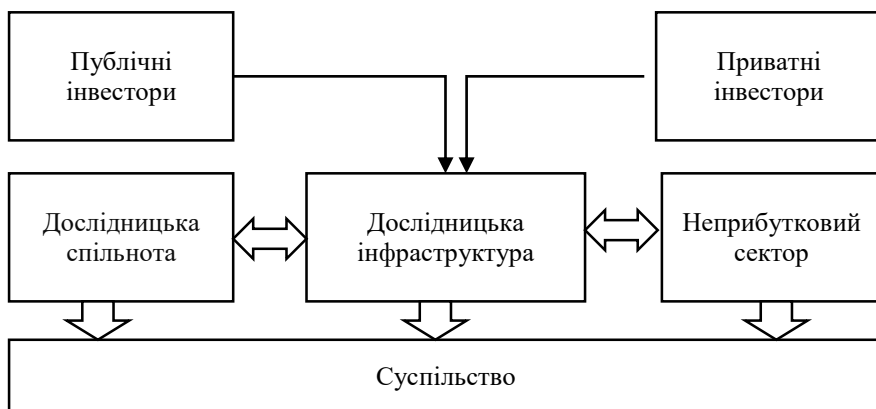 Публічні
інвестори
Приватні
інвестори
Дослідницька
спільнота
Дослідницька
інфраструктура
Неприбутковий
сектор
Суспільство